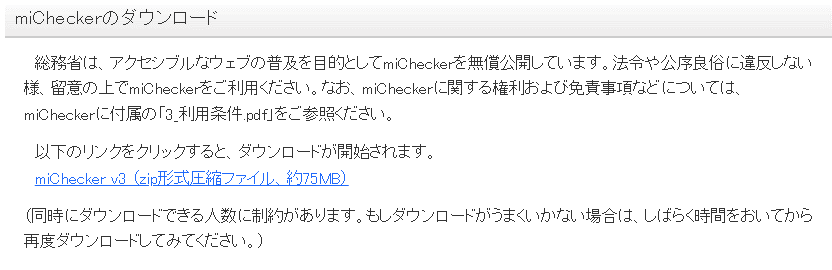 miCheckerのダウンロード
総務省は、アクセシブルなウェブの普及を目的としてmiCheckerを無償公開しています。法令や公序良俗に違反しない
様、留意の上でmiCheckerをご利用ください。なお、miCheckerに関する権利および免責事項などについては、
miCheckerに付属の「3_利用条件.pdf」をご参照ください。
以下のリンクをクリックすると、ダウンロードが開始されます。
miChecker v3 (zip形式圧縮ファイル、約75MB)
(同時にダウンロードできる人数に制約があります。もしダウンロードがうまくいかない場合は、しばらく時間をおいてから
再度ダウンロードしてみてください。)